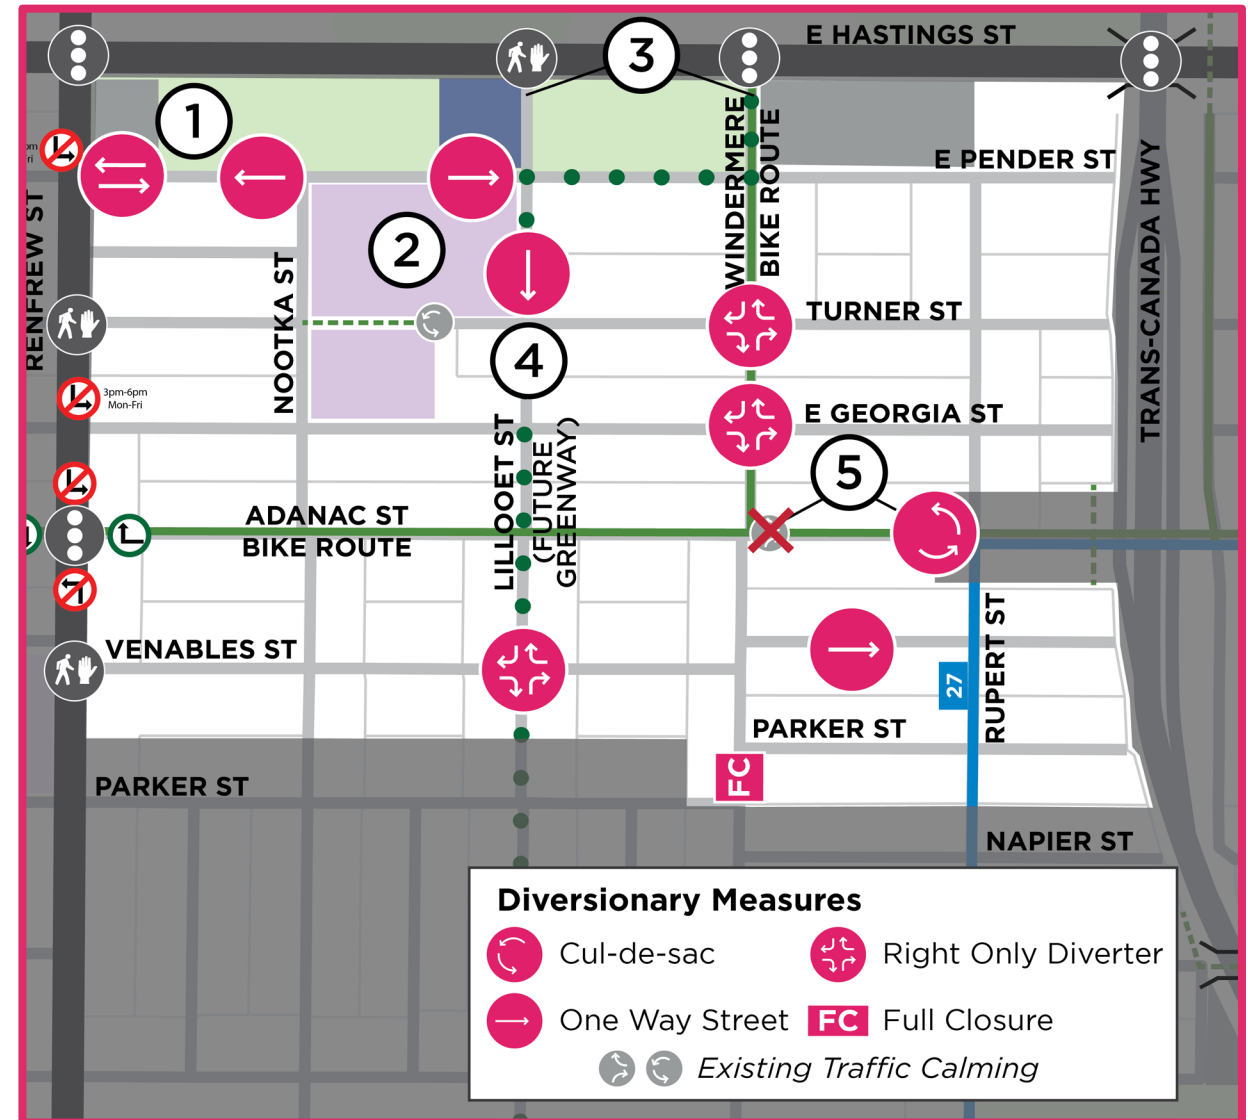 E HASTINGS ST
3
1
WINDERMERE
BIKE ROUTE
E PENDER ST
TRANS-CANADA HWY
RENFREW ST
2
NOOTKA ST
TURNER ST
4
3pm-6pm
Mon-Fri
E GEORGIA ST
LILLOOET ST
(FUTURE
GREENWAY)
5
ADANAC ST
BIKE ROUTE
VENABLES ST
27
RUPERT ST
PARKER ST
FC
PARKER ST
NAPIER ST
Diversionary Measures
Cul-de-sac
Right Only Diverter
One Way Street
FC Full Closure
Existing Traffic Calming